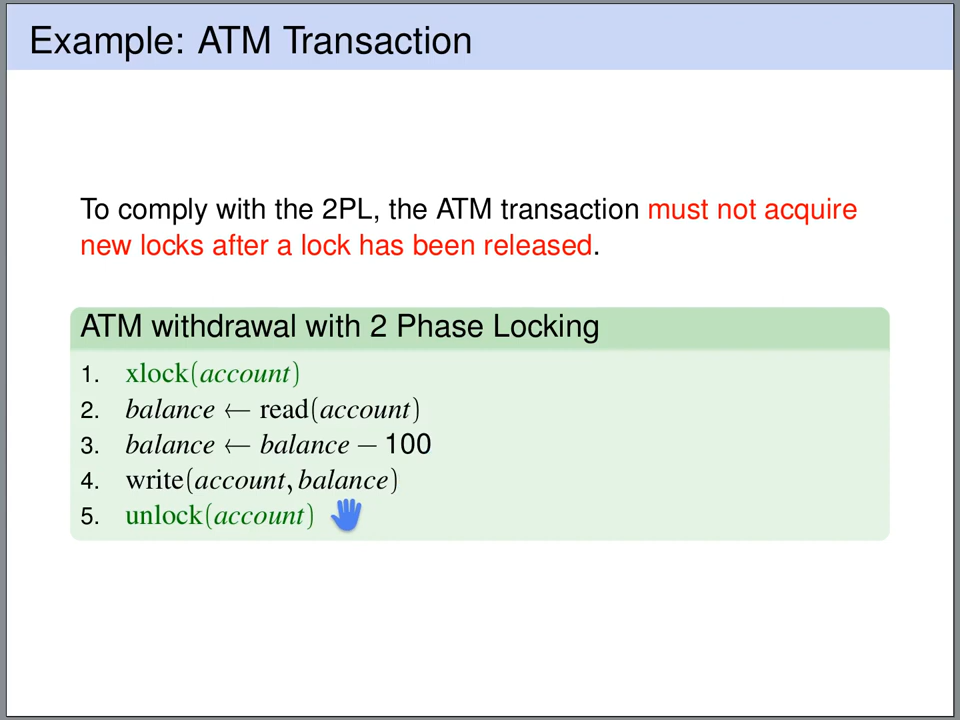 Example: ATM Transaction
To comply with the 2PL, the ATM transaction must not acquire
new locks after a lock has been released.
ATM withdrawal with 2 Phase Locking
1. xlock(account)
2. balance ← read(account)
3. balance ← balance − 100
4. write(account, balance)
5. unlock(account)